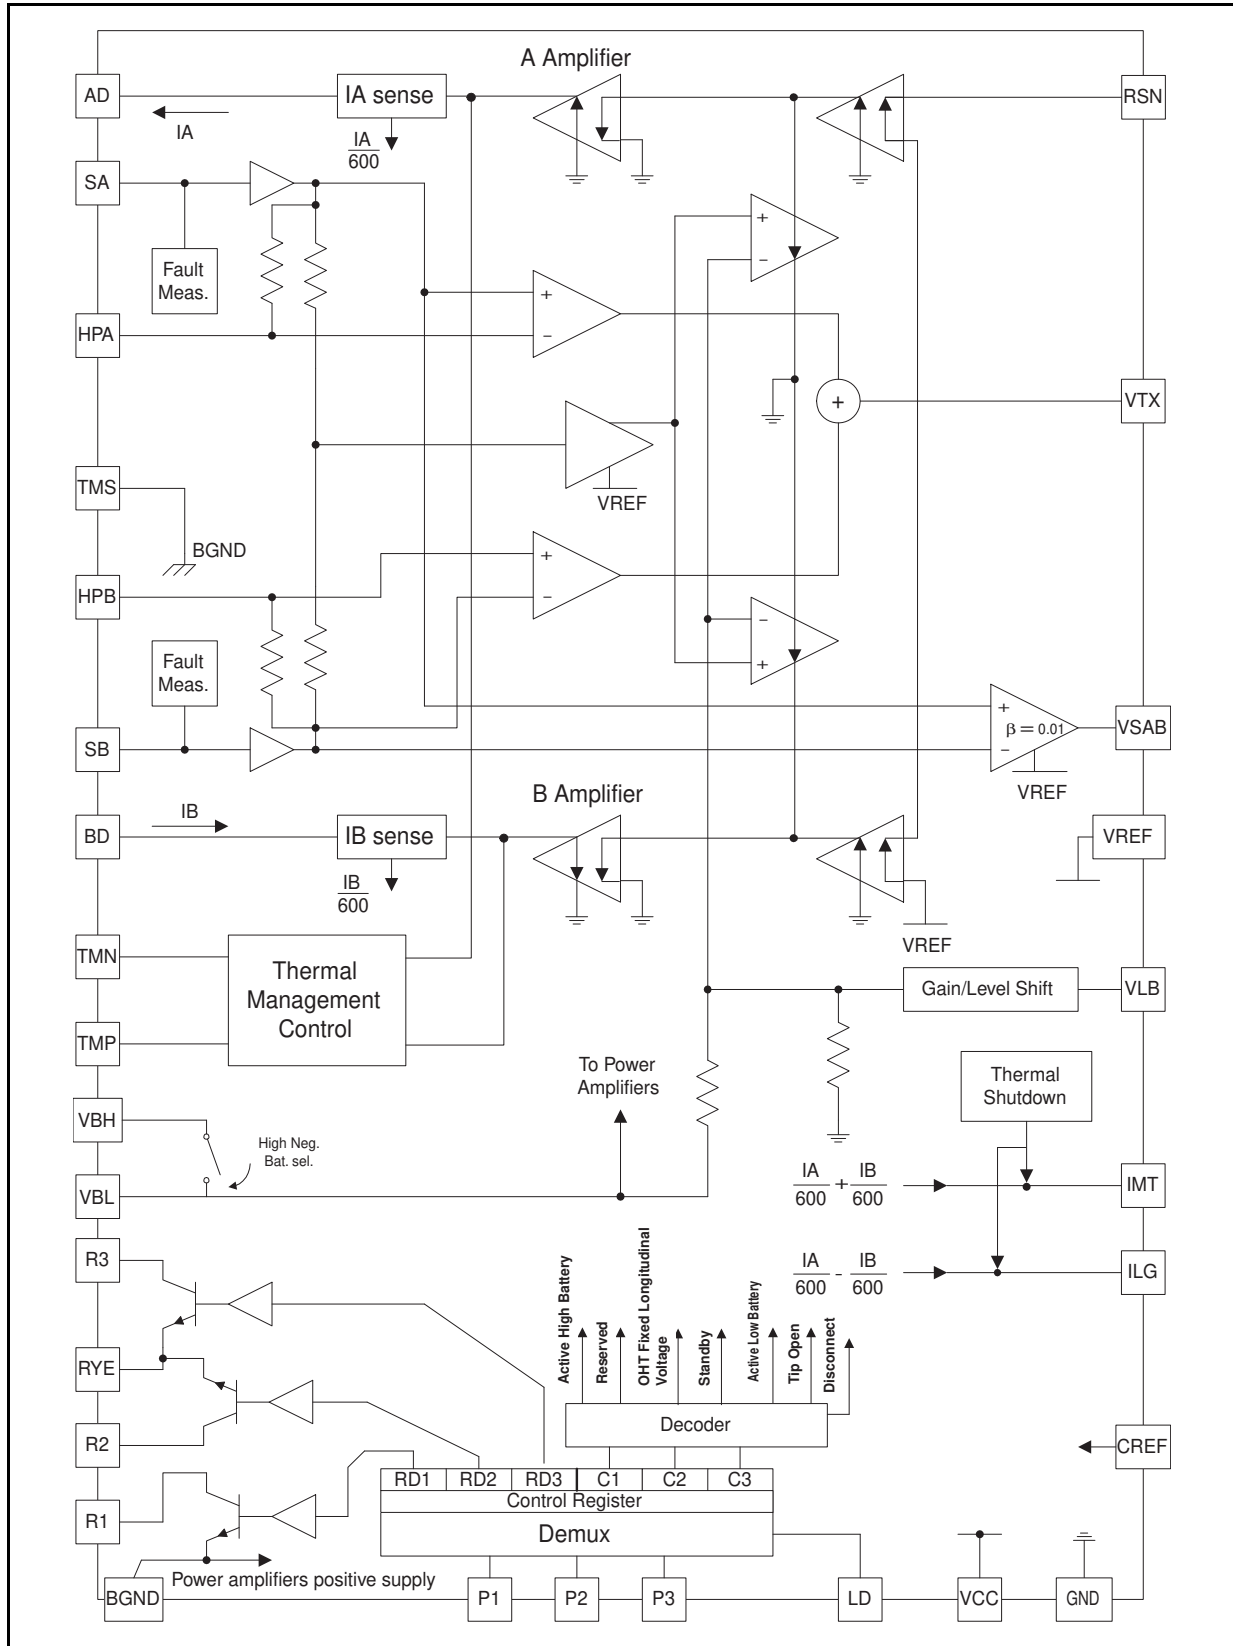 A Amplifier
AD
IA sense
RSN
IA
IA
600
SA
+
-
Fault
Meas.
+
-
HPA
+
VTX
TMS
VREF
BGND
+
-
HPB
Fault
Meas.
-
+
+
β = 0.01
-
SB
VSAB
VREF
B Amplifier
IB
BD
IB sense
VREF
IB
600
VREF
TMN
Thermal
Management
Control
Gain/Level Shift
VLB
TMP
To Power
Amplifiers
Thermal
Shutdown
VBH
High Neg.
Bat. sel.
VBL
IA
600
+
IB
600
IMT
R3
IA
600
-
IB
600
ILG
Active High Battery
Reserved
OHT Fixed Longitudinal
Voltage
Standby
Active Low Battery
Tip Open
Disconnect
RYE
Decoder
R2
CREF
RD1 RD2 RD3 C1 C2 C3
Control Register
R1
Demux
Power amplifiers positive supply
BGND
P1
P2
P3
LD
VCC
GND